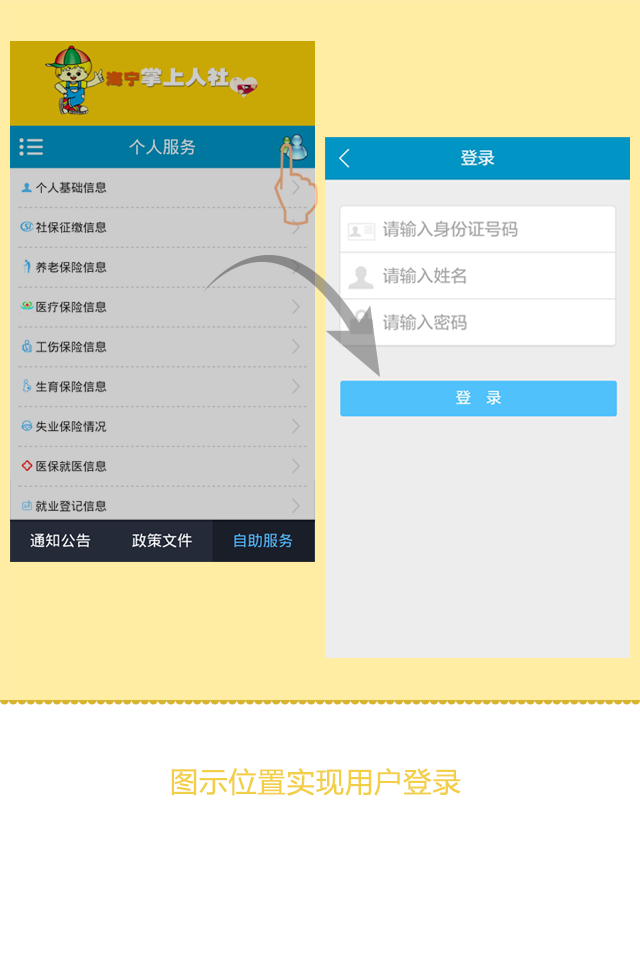 海宁掌上人社
个人服务
个人基础信息
社保征缴信息
养老保险信息
医疗保险信息
工伤保险信息
生育保险信息
失业保险情况
医保就医信息
就业登记信息
通知公告 政策文件 自助服务
登录
请输入身份证号码
请输入姓名
请输入密码
登 录
图示位置实现用户登录